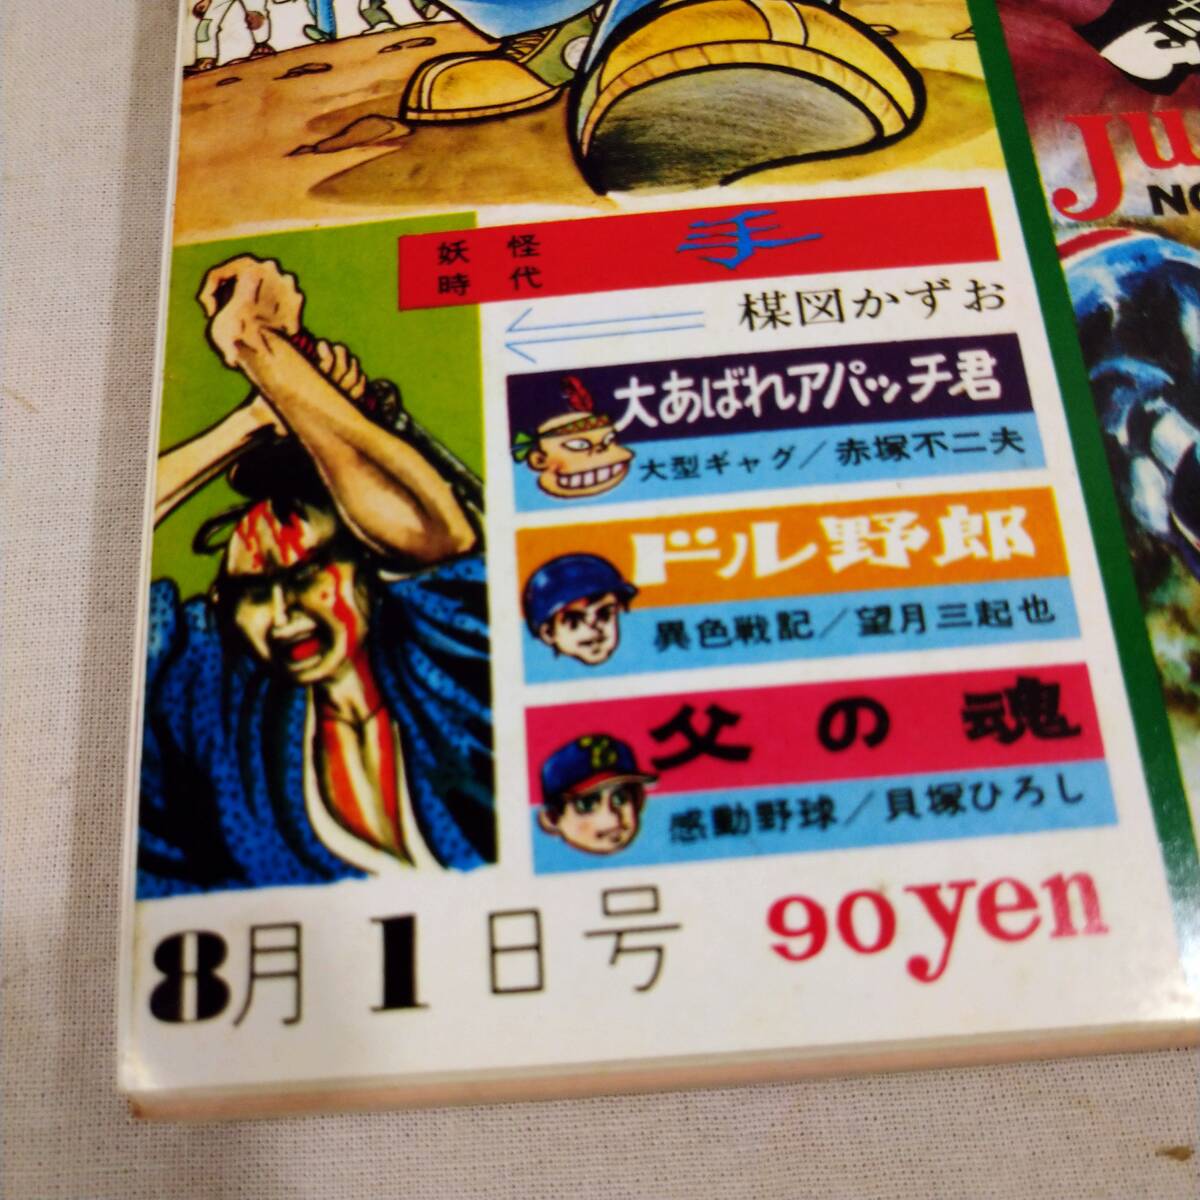 妖怪
時代
手
楳図かずお
大あばれアパッチ君
大型ギャグ/赤塚不二夫
ドル野郎
異色戦記/望月三起也
父の魂
感動野球/貝塚ひろし
8月1日号
90yen
Ju
NO